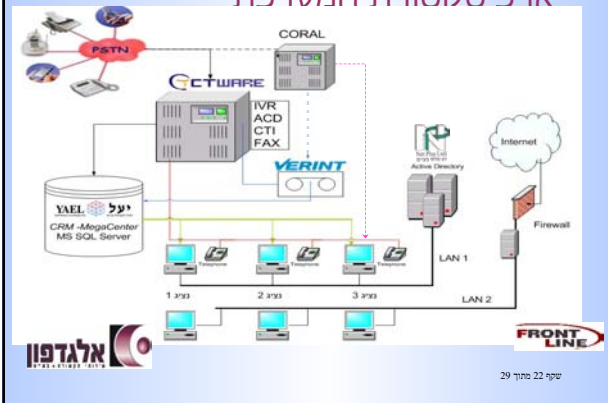 ארכיטקטורת המערכת
PSTN
CORAL
CTWARE
IVR
ACD
CTI
FAX
VERINT
Active Directory
Internet
Firewall
YAEL יעל
CRM -MegaCenter
MS SQL Server
Telephone
Telephone
Telephone
LAN 1
נציג 1
נציג 2
נציג 3
LAN 2
אלגדפון
FRONT
LINE
שקף 22 מתוך 29